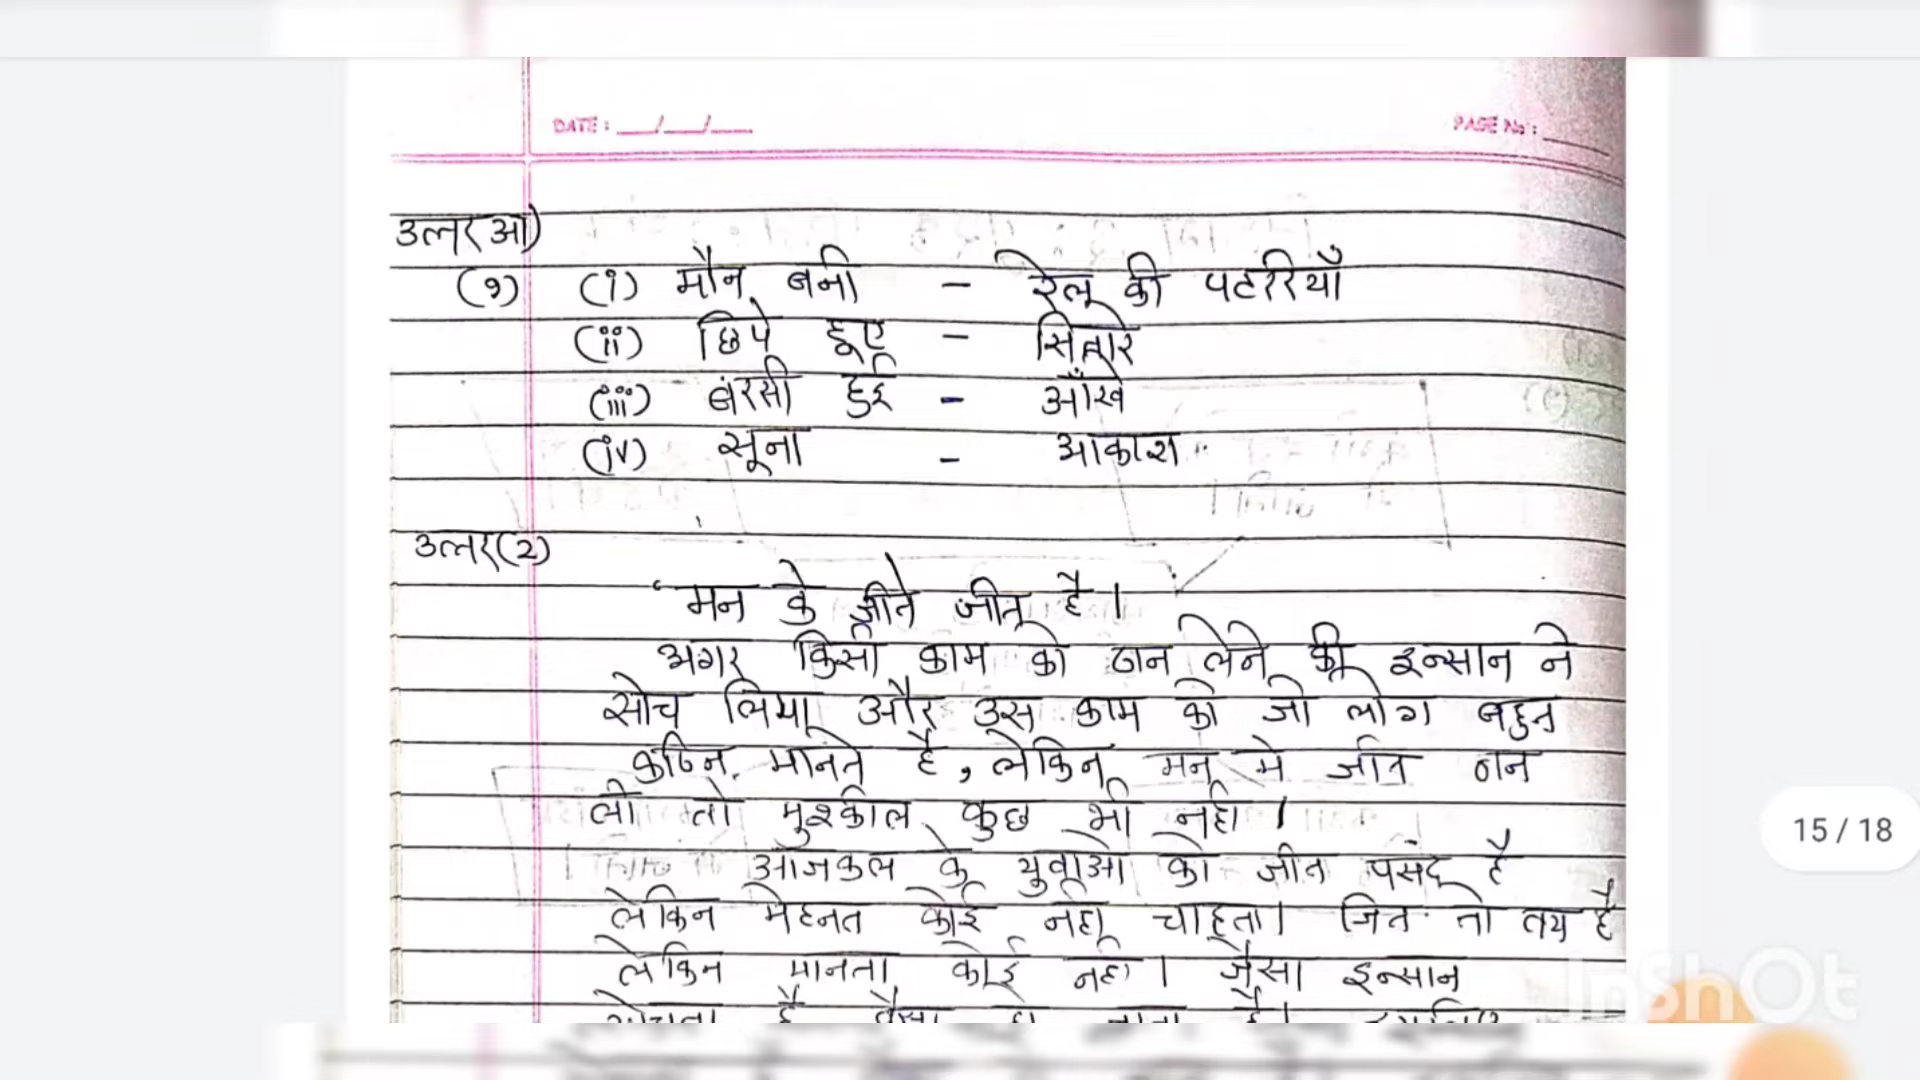 DATE: __/__/__ PAGE No:
उत्तर आ)
(१) (i) मौन बनी - रेल की पटरियाँ
(ii) छिपे हूए - सितारे
(iii) बरसी हुई - आँखे
(iv) सूना - आकाश
उत्तर(2)
'मन के जीते जीत है।
अगर किसी काम को ठान लेने की इन्सान ने
सोच लिया और उस काम को जो लोग बहुत
कठिन मानते है, लेकिन मन मे जीत ठान
ली तो मुश्कील कुछ भी नही।
आजकल के युवाओ को जीत पसंद है
लेकिन मेहनत कोई नही चाहता। जित तो तय है
लेकिन मानता कोई नही। जैसा इन्सान
15 / 18
InShOt